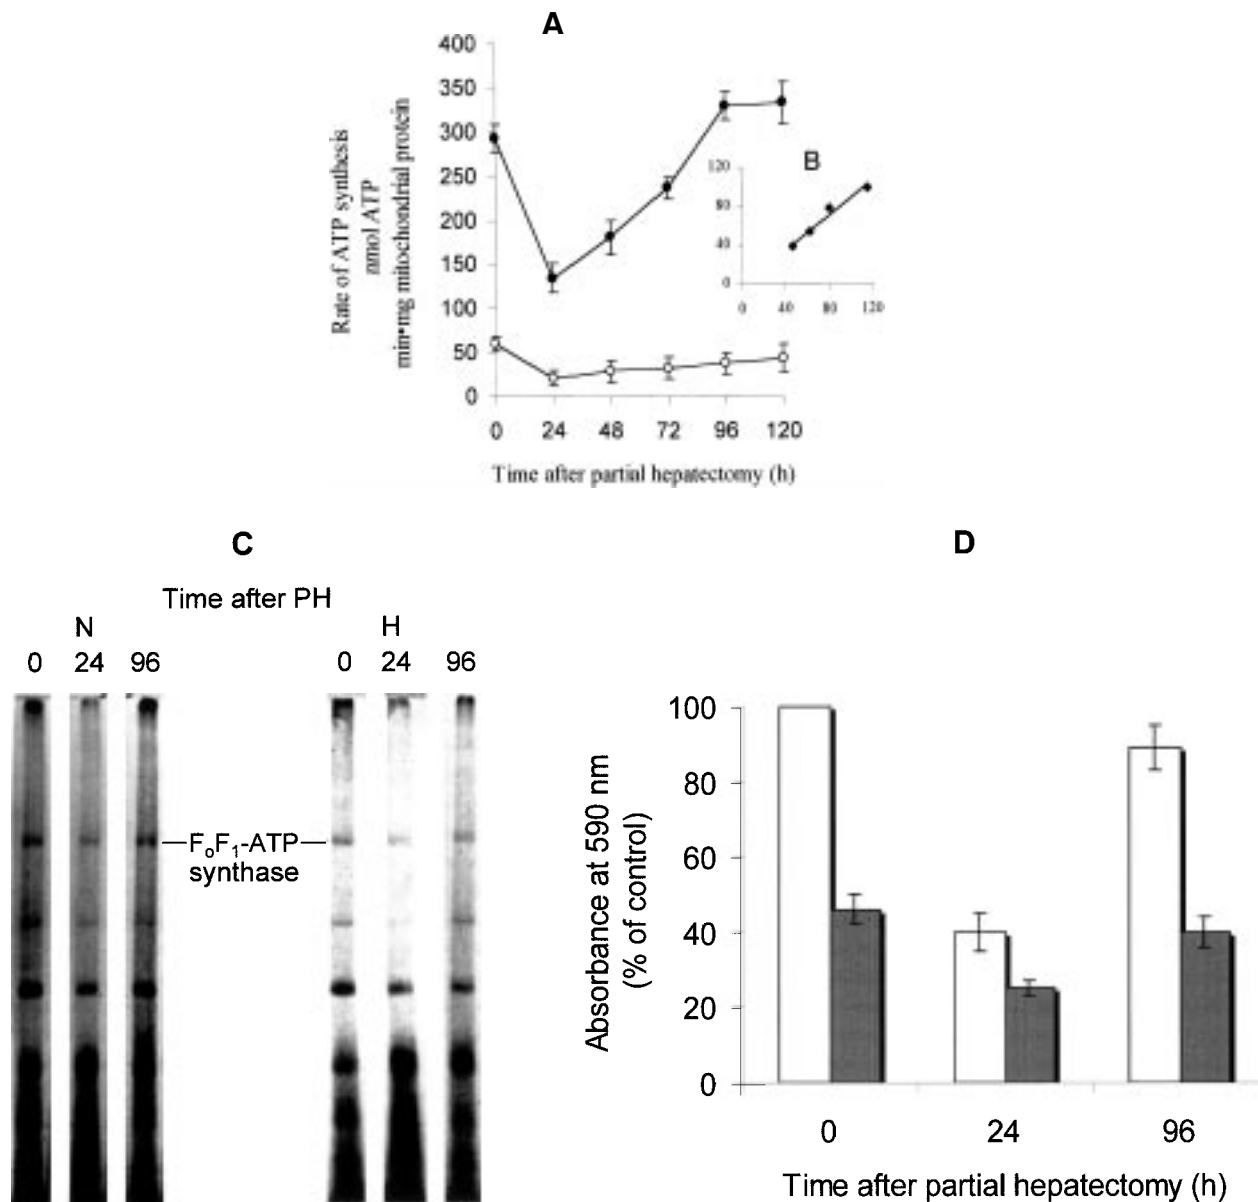 A
400
350
300
250
200
150
100
50
0
Rate of ATP synthesis
nmol ATP
min•mg mitochondrial protein
0 24 48 72 96 120
Time after partial hepatectomy (h)
B
120
80
40
0
0 40 80 120
C
Time after PH
N H
0 24 96 0 24 96
FoF1-ATP
synthase
D
100
80
60
40
20
0
Absorbance at 590 nm
(% of control)
0 24 96
Time after partial hepatectomy (h)